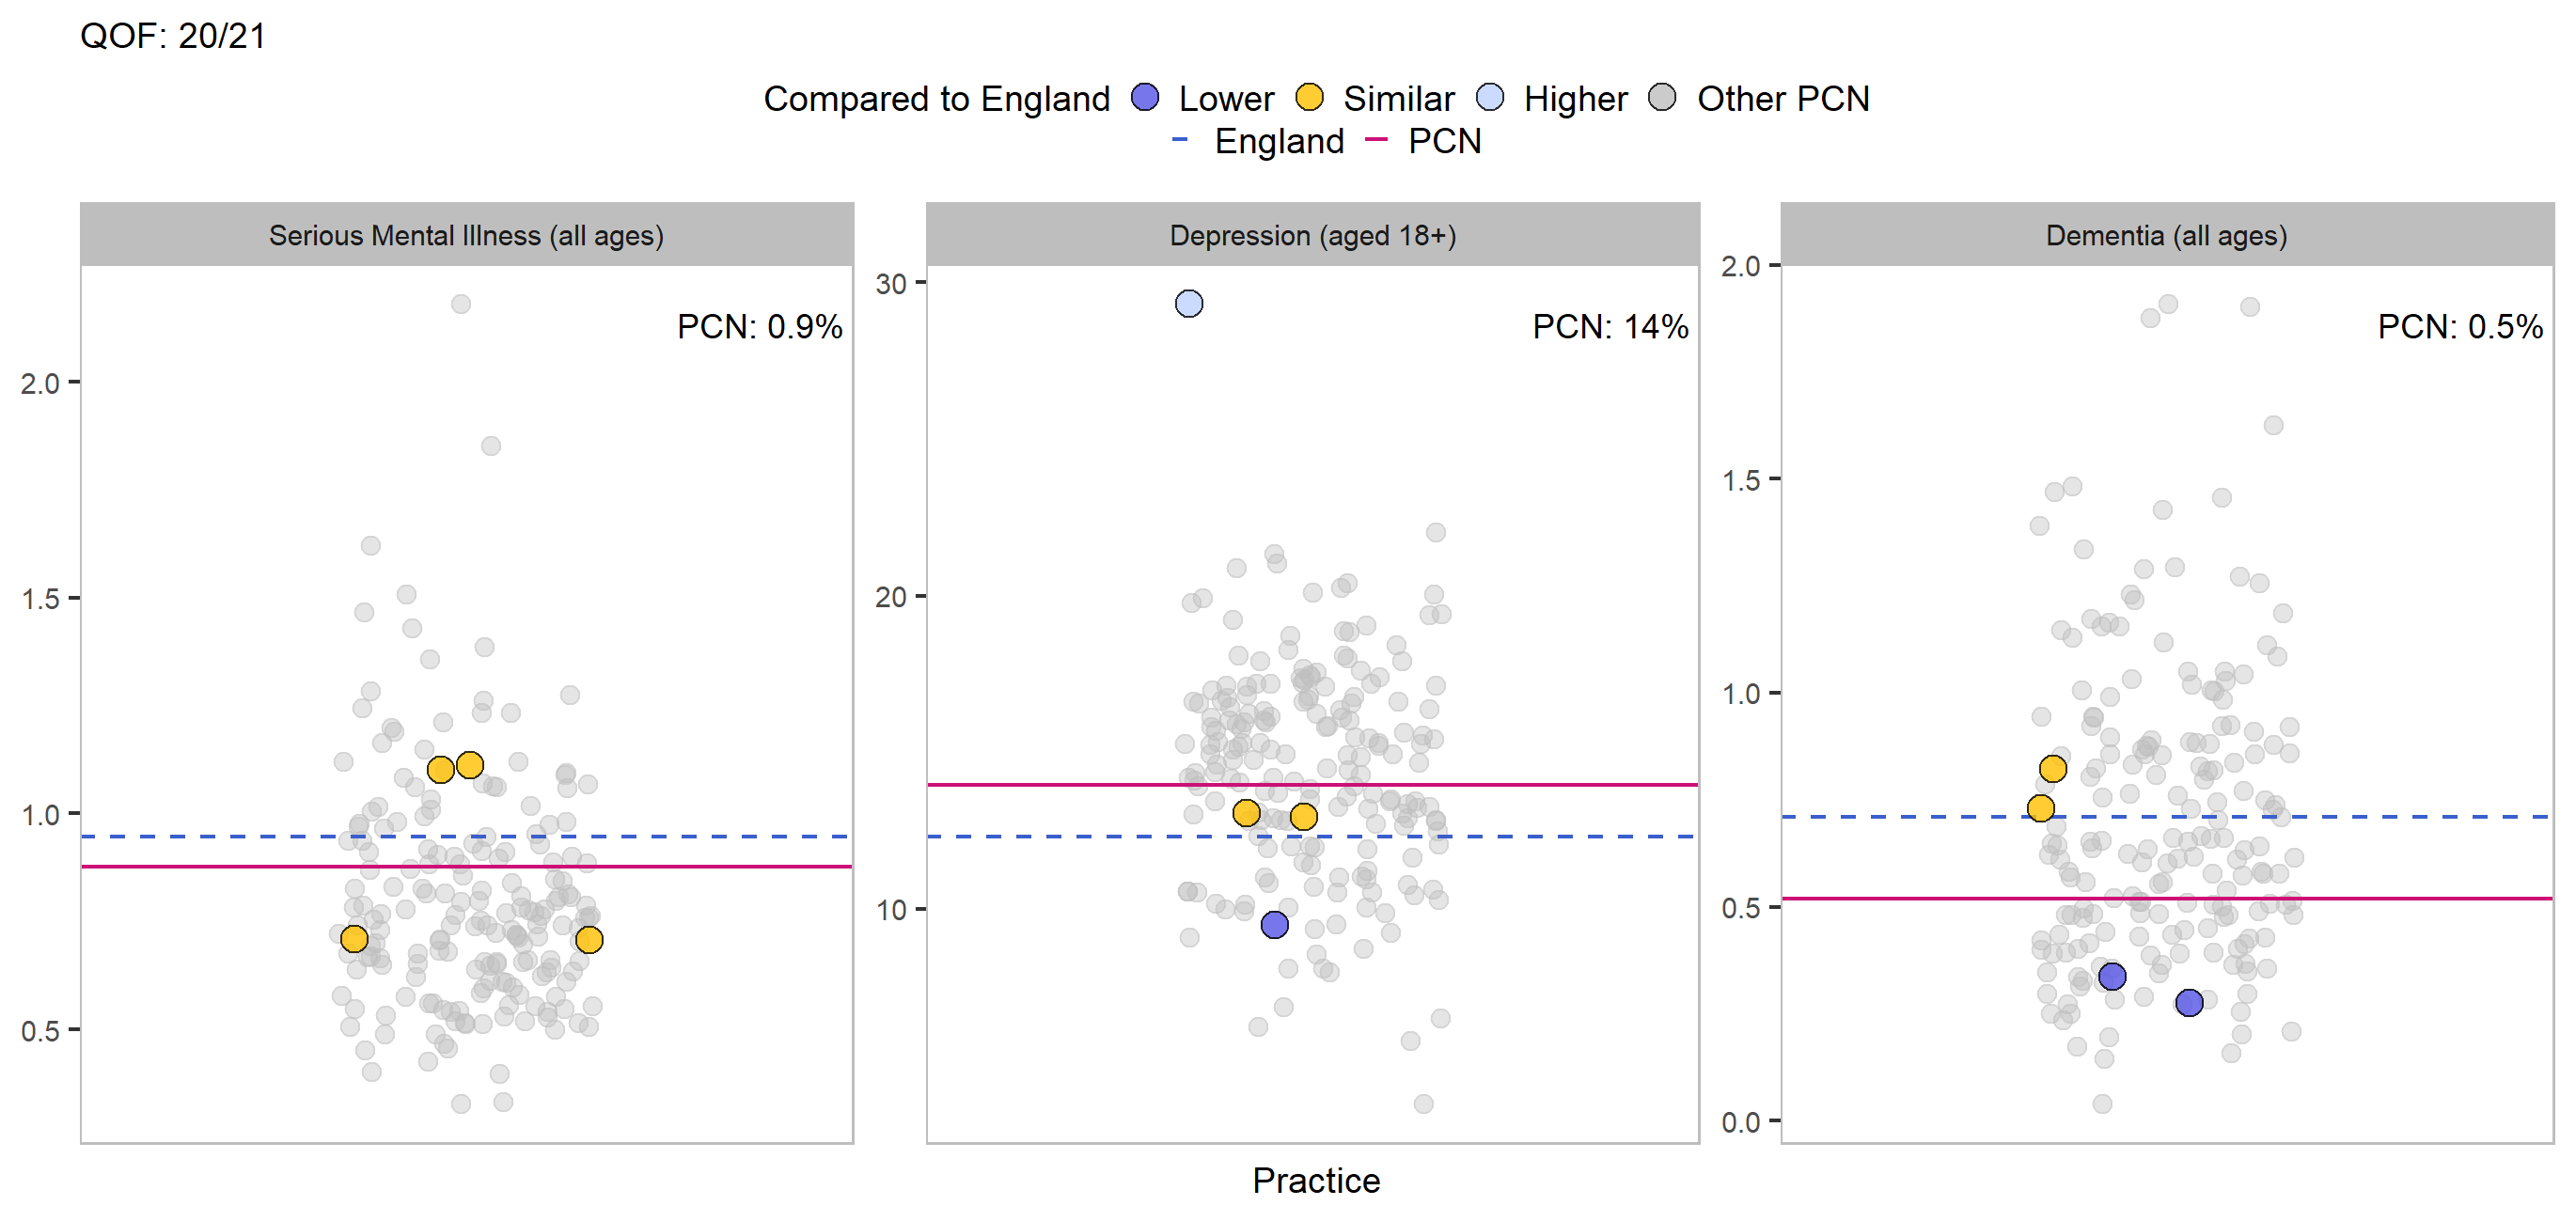 QOF: 20/21
Compared to England Lower Similar Higher Other PCN
England PCN
Serious Mental Illness (all ages)
PCN: 0.9%
2.0
1.5
1.0
0.5
Depression (aged 18+)
PCN: 14%
30
20
10
Dementia (all ages)
PCN: 0.5%
2.0
1.5
1.0
0.5
0.0
Practice